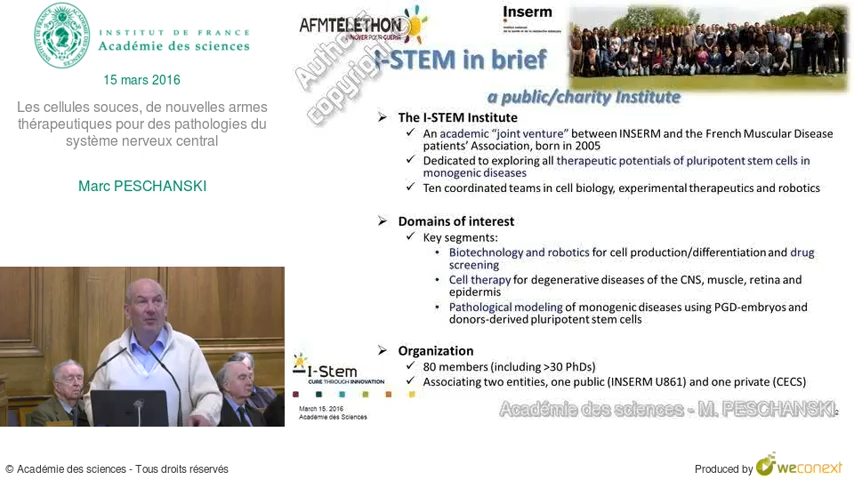 INSTITUT DE FRANCE
Académie des sciences
15 mars 2016
Les cellules souces, de nouvelles armes
thérapeutiques pour des pathologies du
système nerveux central
Marc PESCHANSKI
AFMTELETHON
INNOVER POUR GUÉRIR
Inserm
Author's
copyright
I-STEM in brief
a public/charity Institute
➢ The I-STEM Institute
✓ An academic “joint venture” between INSERM and the French Muscular Disease
patients’ Association, born in 2005
✓ Dedicated to exploring all therapeutic potentials of pluripotent stem cells in
monogenic diseases
✓ Ten coordinated teams in cell biology, experimental therapeutics and robotics
➢ Domains of interest
✓ Key segments:
• Biotechnology and robotics for cell production/differentiation and drug
screening
• Cell therapy for degenerative diseases of the CNS, muscle, retina and
epidermis
• Pathological modeling of monogenic diseases using PGD-embryos and
donors-derived pluripotent stem cells
➢ Organization
✓ 80 members (including >30 PhDs)
✓ Associating two entities, one public (INSERM U861) and one private (CECS)
I-Stem
CURE THROUGH INNOVATION
March 15, 2016
Académie des Sciences
Académie des sciences - M. PESCHANSKI
2
© Académie des sciences - Tous droits réservés
Produced by weconext